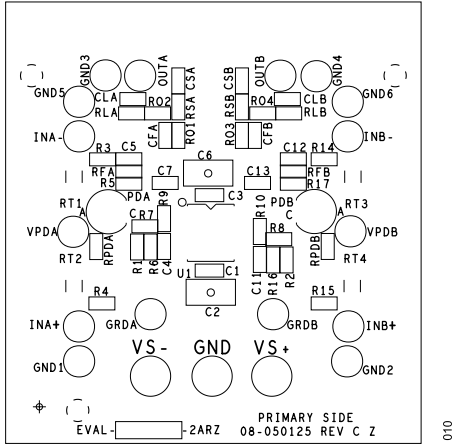 GND3
OUTA
CSA
CSB
OUTB
GND4
GND5
CLA
RO2
RSA
RSB
RO4
CLB
GND6
RLA
RLB
INA-
CFA
RO1
RO3
CFB
INB-
R3
C5
C6
C12
R14
RFA
RFB
R5
C7
C13
R17
RT1
PDA
R9
C3
R10
PDB
RT3
C
R7
C
A
A
VPDA
R8
VPDB
RT2
RPDA
R1
R6
C4
U1
C1
C11
R16
R2
RPDB
RT4
R4
C2
R15
INA+
GRDA
GRDB
INB+
VS-
GND
VS+
GND1
GND2
PRIMARY SIDE
EVAL-
-2ARZ
08-050125 REV C Z
010